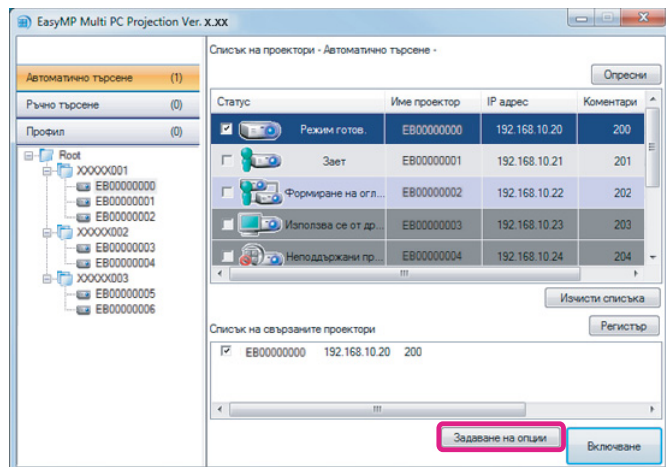 EasyMP Multi PC Projection Ver. X.XX
Списък на проектори - Автоматично търсене -
Автоматично търсене (1)
Опресни
Ръчно търсене (0)
Статус Име проектор IP адрес Коментари
Профил (0)
Режим готов. EB00000000 192.168.10.20 200
Root
XXXXX001
Зает EB00000001 192.168.10.21 201
EB00000000
EB00000001
Формиране на огл... EB00000002 192.168.10.22 202
EB00000002
XXXXX002
Използва се от др... EB00000003 192.168.10.23 203
EB00000003
EB00000004
Неподдържани пр... EB00000004 192.168.10.24 204
XXXXX003
EB00000005
EB00000006
Изчисти списъка
Списък на свързаните проектори
Регистър
EB00000000 192.168.10.20 200
Задаване на опции
Включване